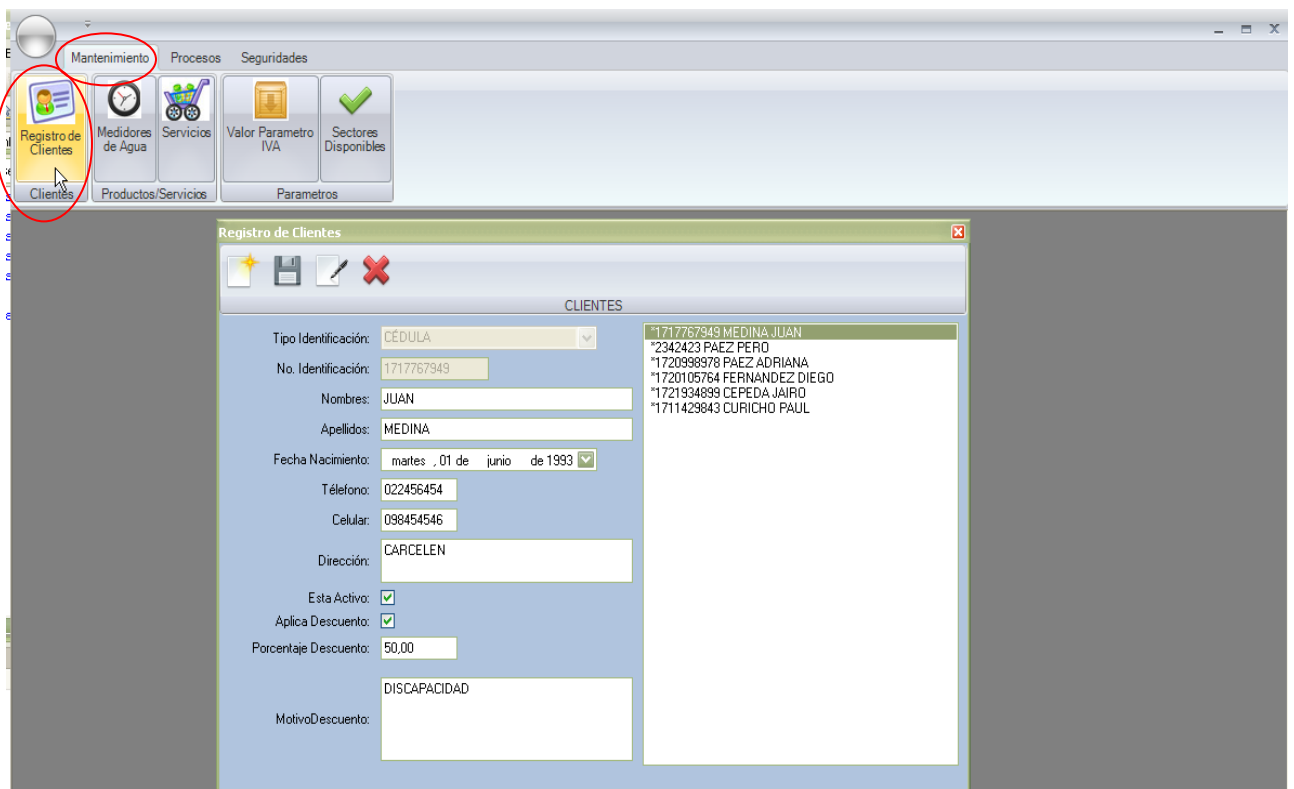 Mantenimiento Procesos Seguridades
Registro de Clientes
Medidores de Agua
Servicios
Valor Parametro IVA
Sectores Disponibles
Clientes Productos/Servicios Parametros
Registro de Clientes
CLIENTES
Tipo Identificación: CÉDULA
No. Identificación: 1717767949
Nombres: JUAN
Apellidos: MEDINA
Fecha Nacimiento: martes , 01 de junio de 1993
Télefono: 022456454
Celular: 098454546
Dirección: CARCELEN
Esta Activo:
Aplica Descuento:
Porcentaje Descuento: 50,00
MotivoDescuento: DISCAPACIDAD
*1717767949 MEDINA JUAN
*2342423 PAEZ PERO
*1720998978 PAEZ ADRIANA
*1720105764 FERNANDEZ DIEGO
*1721934899 CEPEDA JAIRO
*1711429843 CURICHO PAUL